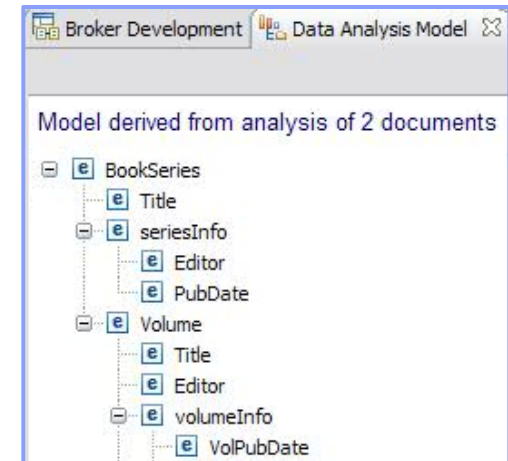 Broker Development Data Analysis Model
Model derived from analysis of 2 documents
e BookSeries
e Title
e seriesInfo
e Editor
e PubDate
e Volume
e Title
e Editor
e volumeInfo
e VolPubDate